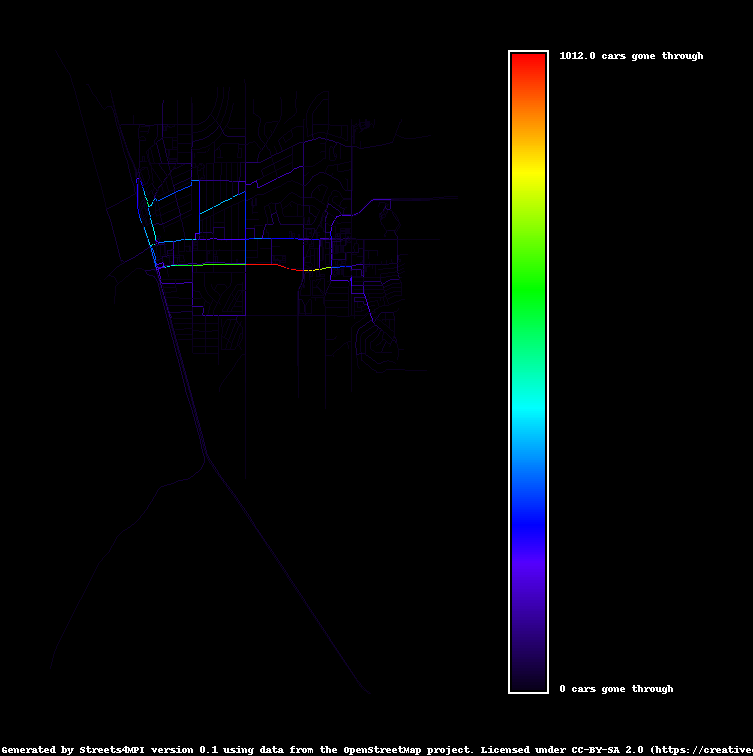 1012.0 cars gone through
0 cars gone through
Generated by Streets4MPI version 0.1 using data from the OpenStreetMap project. Licensed under CC-BY-SA 2.0 (https://creative